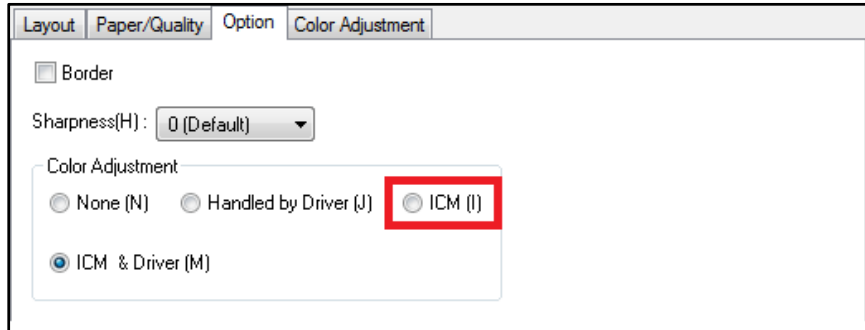 Layout Paper/Quality Option Color Adjustment
Border
Sharpness(H) : 0 (Default)
Color Adjustment
None (N) Handled by Driver (J) ICM (I)
ICM & Driver (M)